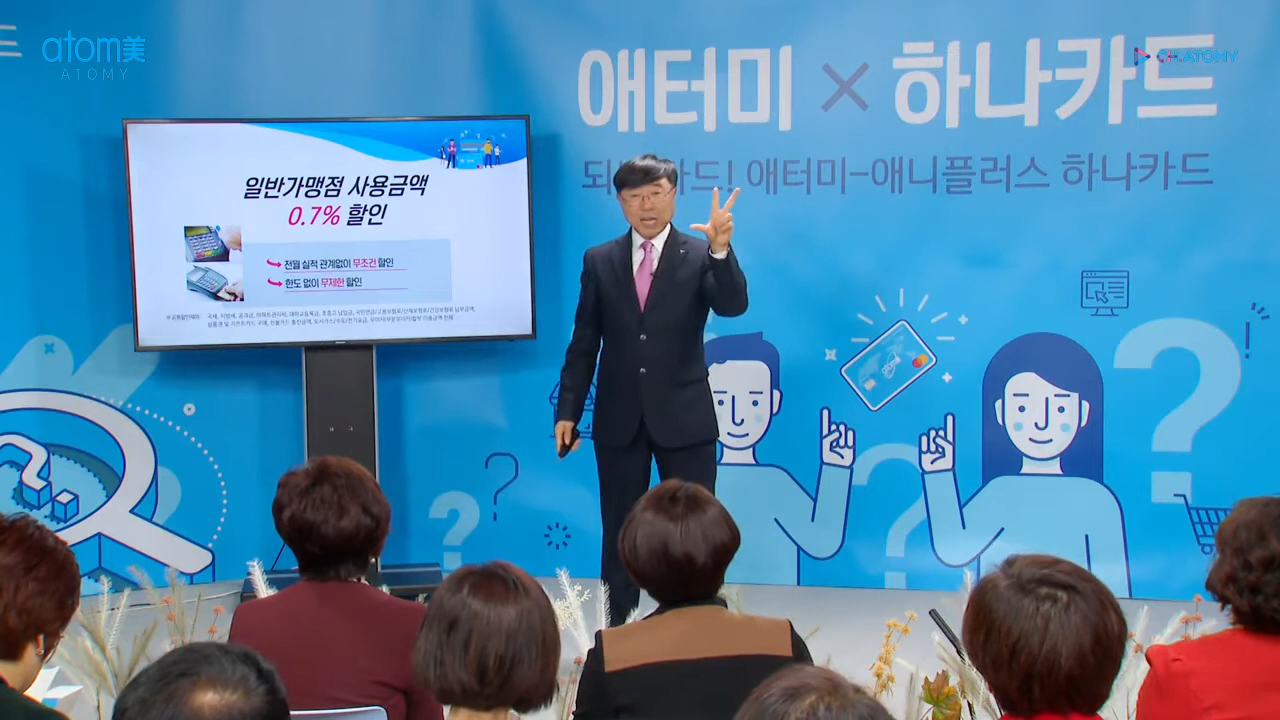 드
atom美
ATOMY
애터미 × 하나카드
CH.ATOMY
카드! 애터미-애니플러스 하나카드
일반가맹점 사용금액
0.7% 할인
전월 실적 관계없이 무조건 할인
한도 없이 무제한 할인